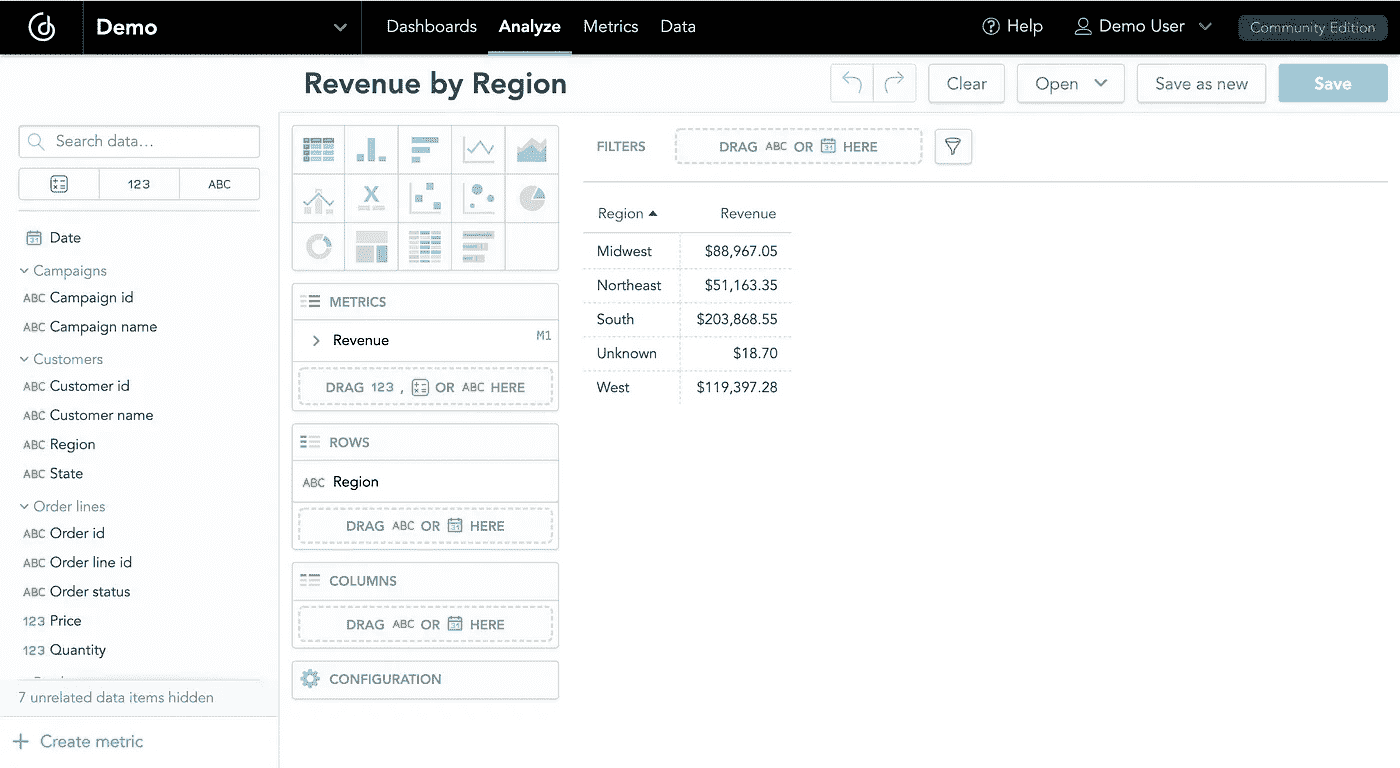 Demo
Dashboards Analyze Metrics Data
Help
Demo User
Community Edition
Revenue by Region
Clear
Open
Save as new
Save
Search data...
123
ABC
Date
Campaigns
ABC Campaign id
ABC Campaign name
Customers
ABC Customer id
ABC Customer name
ABC Region
ABC State
Order lines
ABC Order id
ABC Order line id
ABC Order status
123 Price
123 Quantity
7 unrelated data items hidden
Create metric
METRICS
Revenue M1
DRAG 123 , OR ABC HERE
ROWS
ABC Region
DRAG ABC OR 31 HERE
COLUMNS
DRAG ABC OR 31 HERE
CONFIGURATION
FILTERS DRAG ABC OR 31 HERE
Region Revenue
Midwest $88,967.05
Northeast $51,163.35
South $203,868.55
Unknown $18.70
West $119,397.28